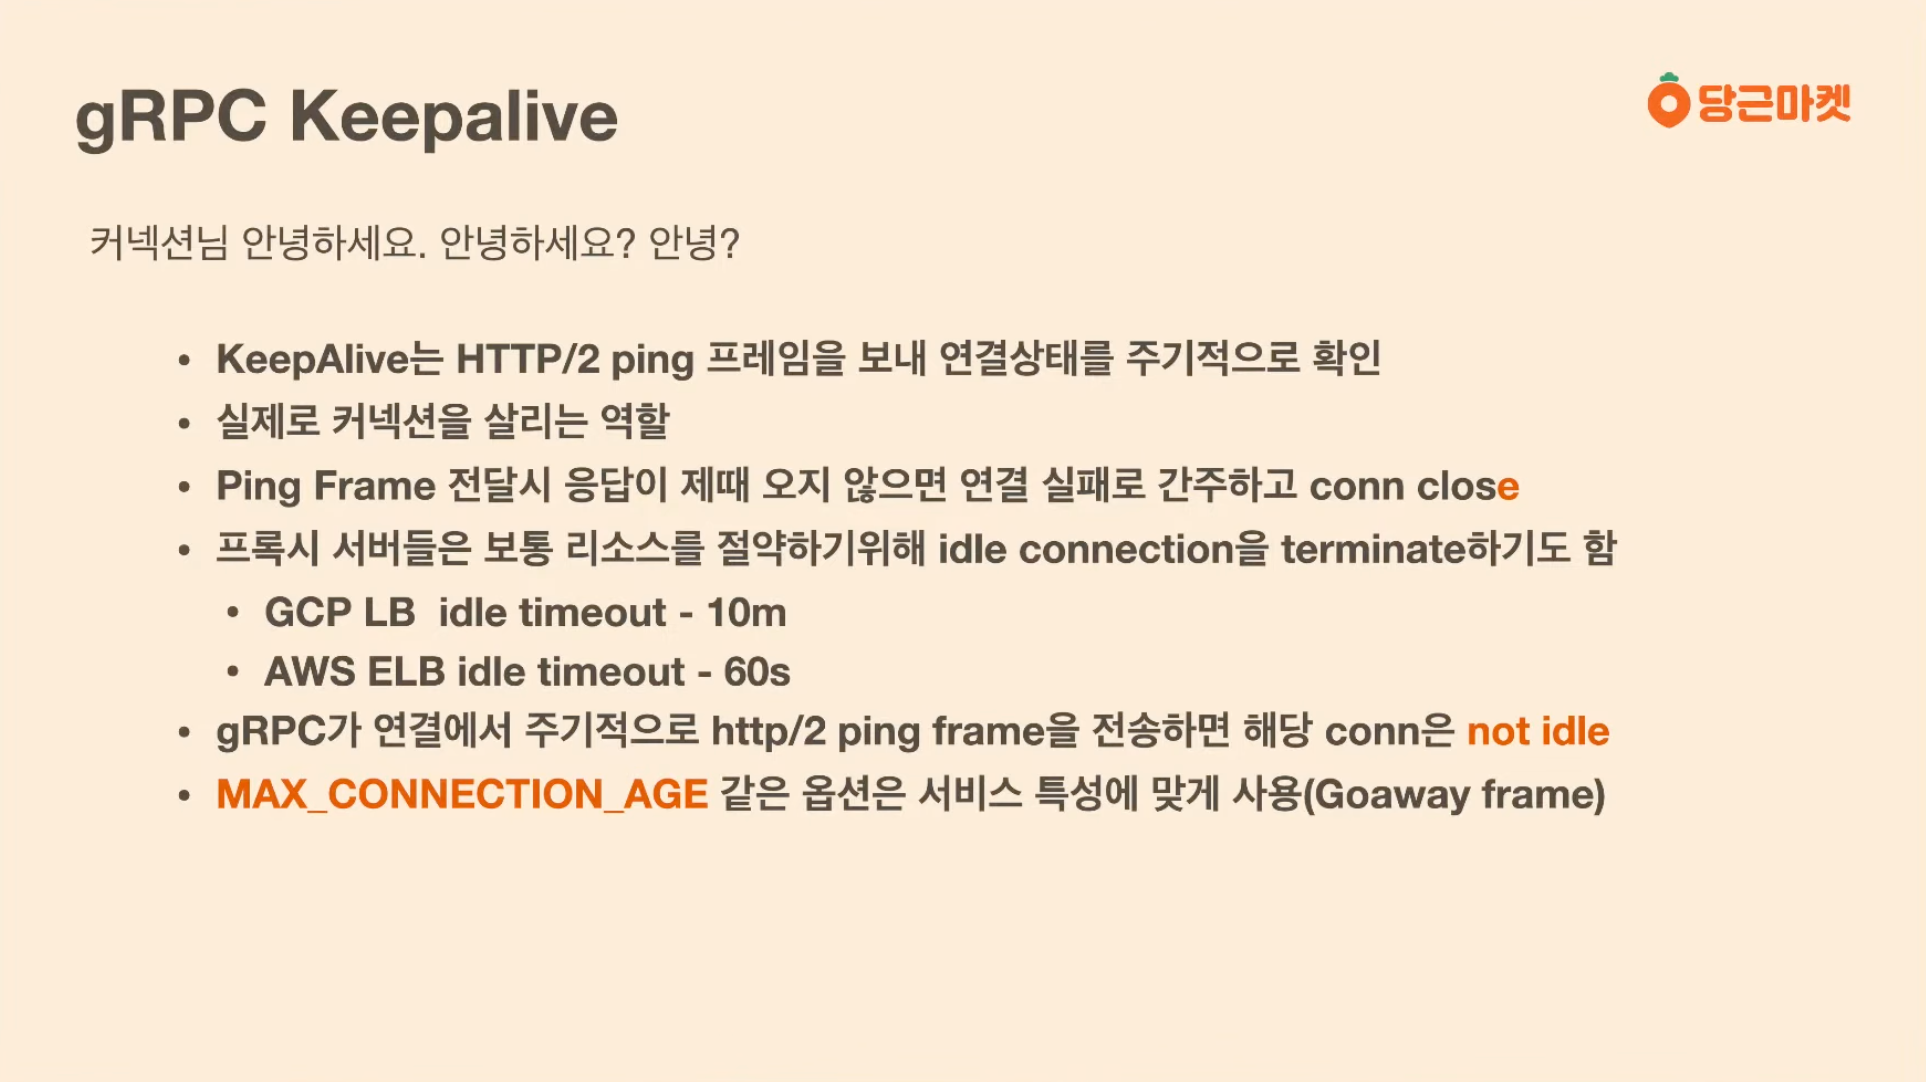 gRPC Keepalive
당근마켓
커넥션님 안녕하세요. 안녕하세요? 안녕?
• KeepAlive는 HTTP/2 ping 프레임을 보내 연결상태를 주기적으로 확인
• 실제로 커넥션을 살리는 역할
• Ping Frame 전달시 응답이 제때 오지 않으면 연결 실패로 간주하고 conn close
• 프록시 서버들은 보통 리소스를 절약하기위해 idle connection을 terminate하기도 함
• GCP LB  idle timeout - 10m
• AWS ELB idle timeout - 60s
• gRPC가 연결에서 주기적으로 http/2 ping frame을 전송하면 해당 conn은 not idle
• MAX_CONNECTION_AGE 같은 옵션은 서비스 특성에 맞게 사용(Goaway frame)